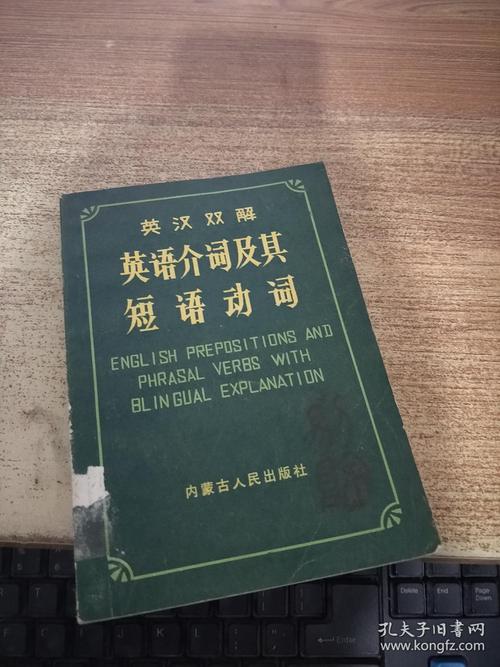 英汉双解
英语介词及其
短语动词
ENGLISH PREPOSITIONS AND
PHRASAL VERBS WITH
BLINGUAL EXPLANATION
内蒙古人民出版社
Enter
Delete
End
Page Down
孔夫子旧书网
www.kongfz.com